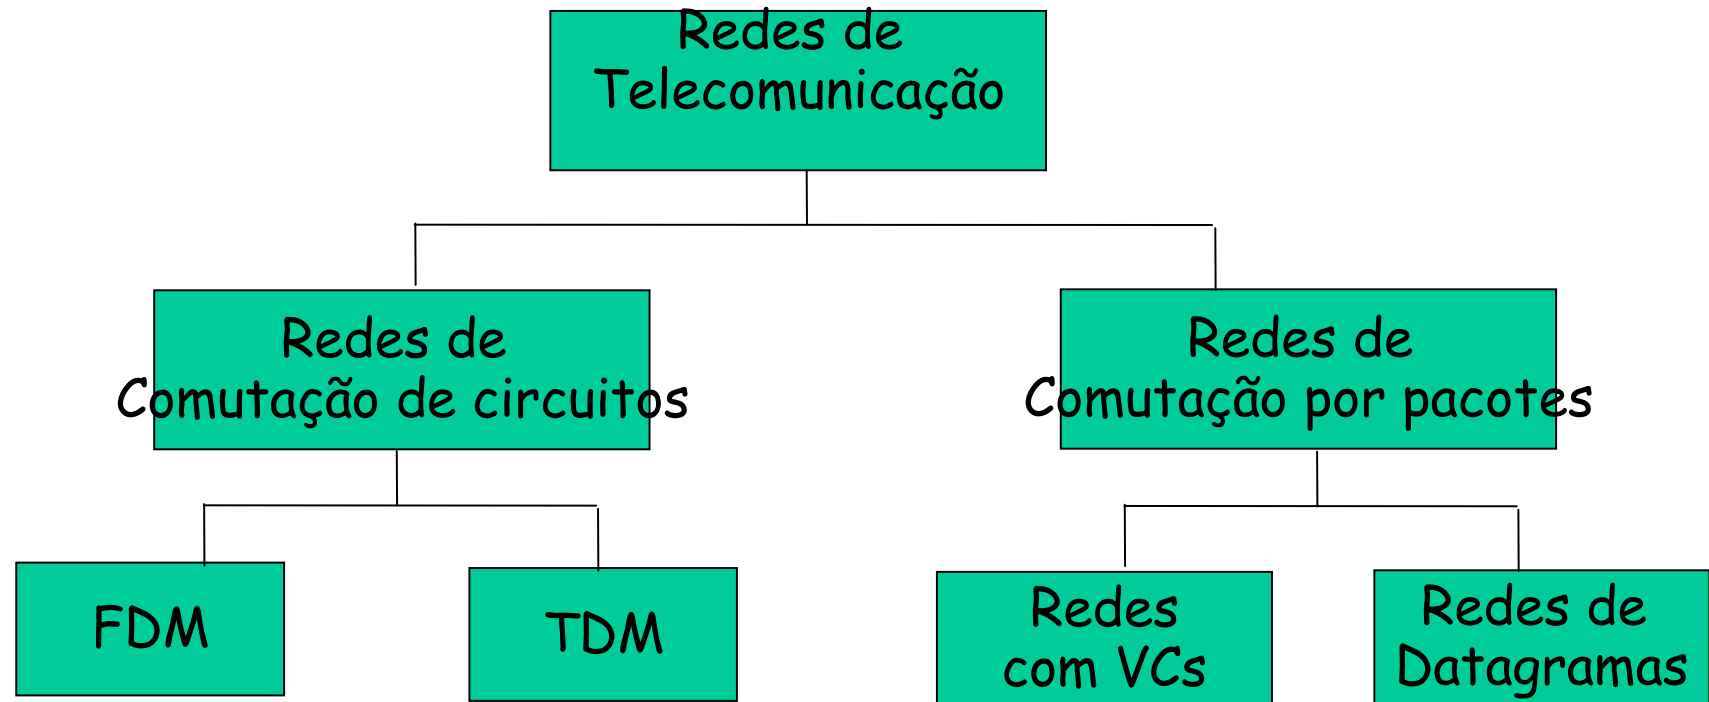 Redes de
Telecomunicação
Redes de
Comutação de circuitos
Redes de
Comutação por pacotes
FDM
TDM
Redes
com VCs
Redes de
Datagramas